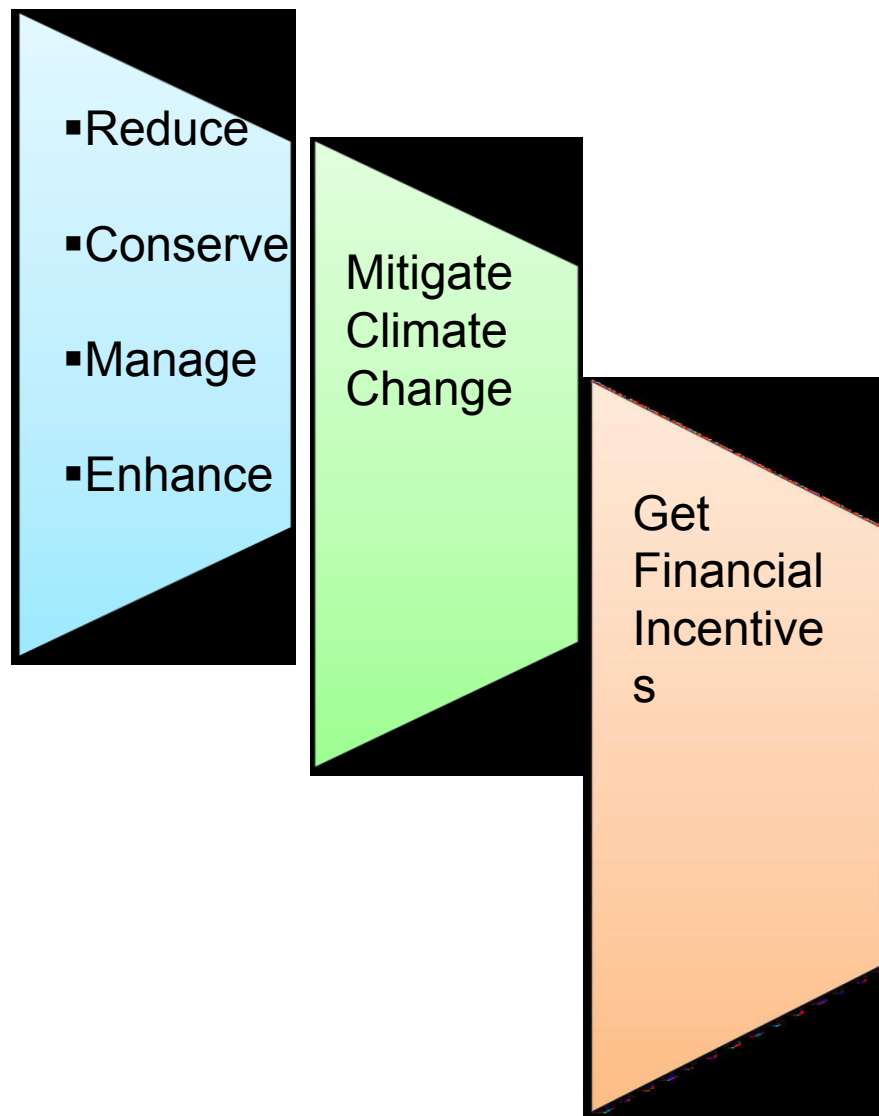 ▪Reduce
▪Conserve
▪Manage
▪Enhance
Mitigate
Climate
Change
Get
Financial
Incentive
s